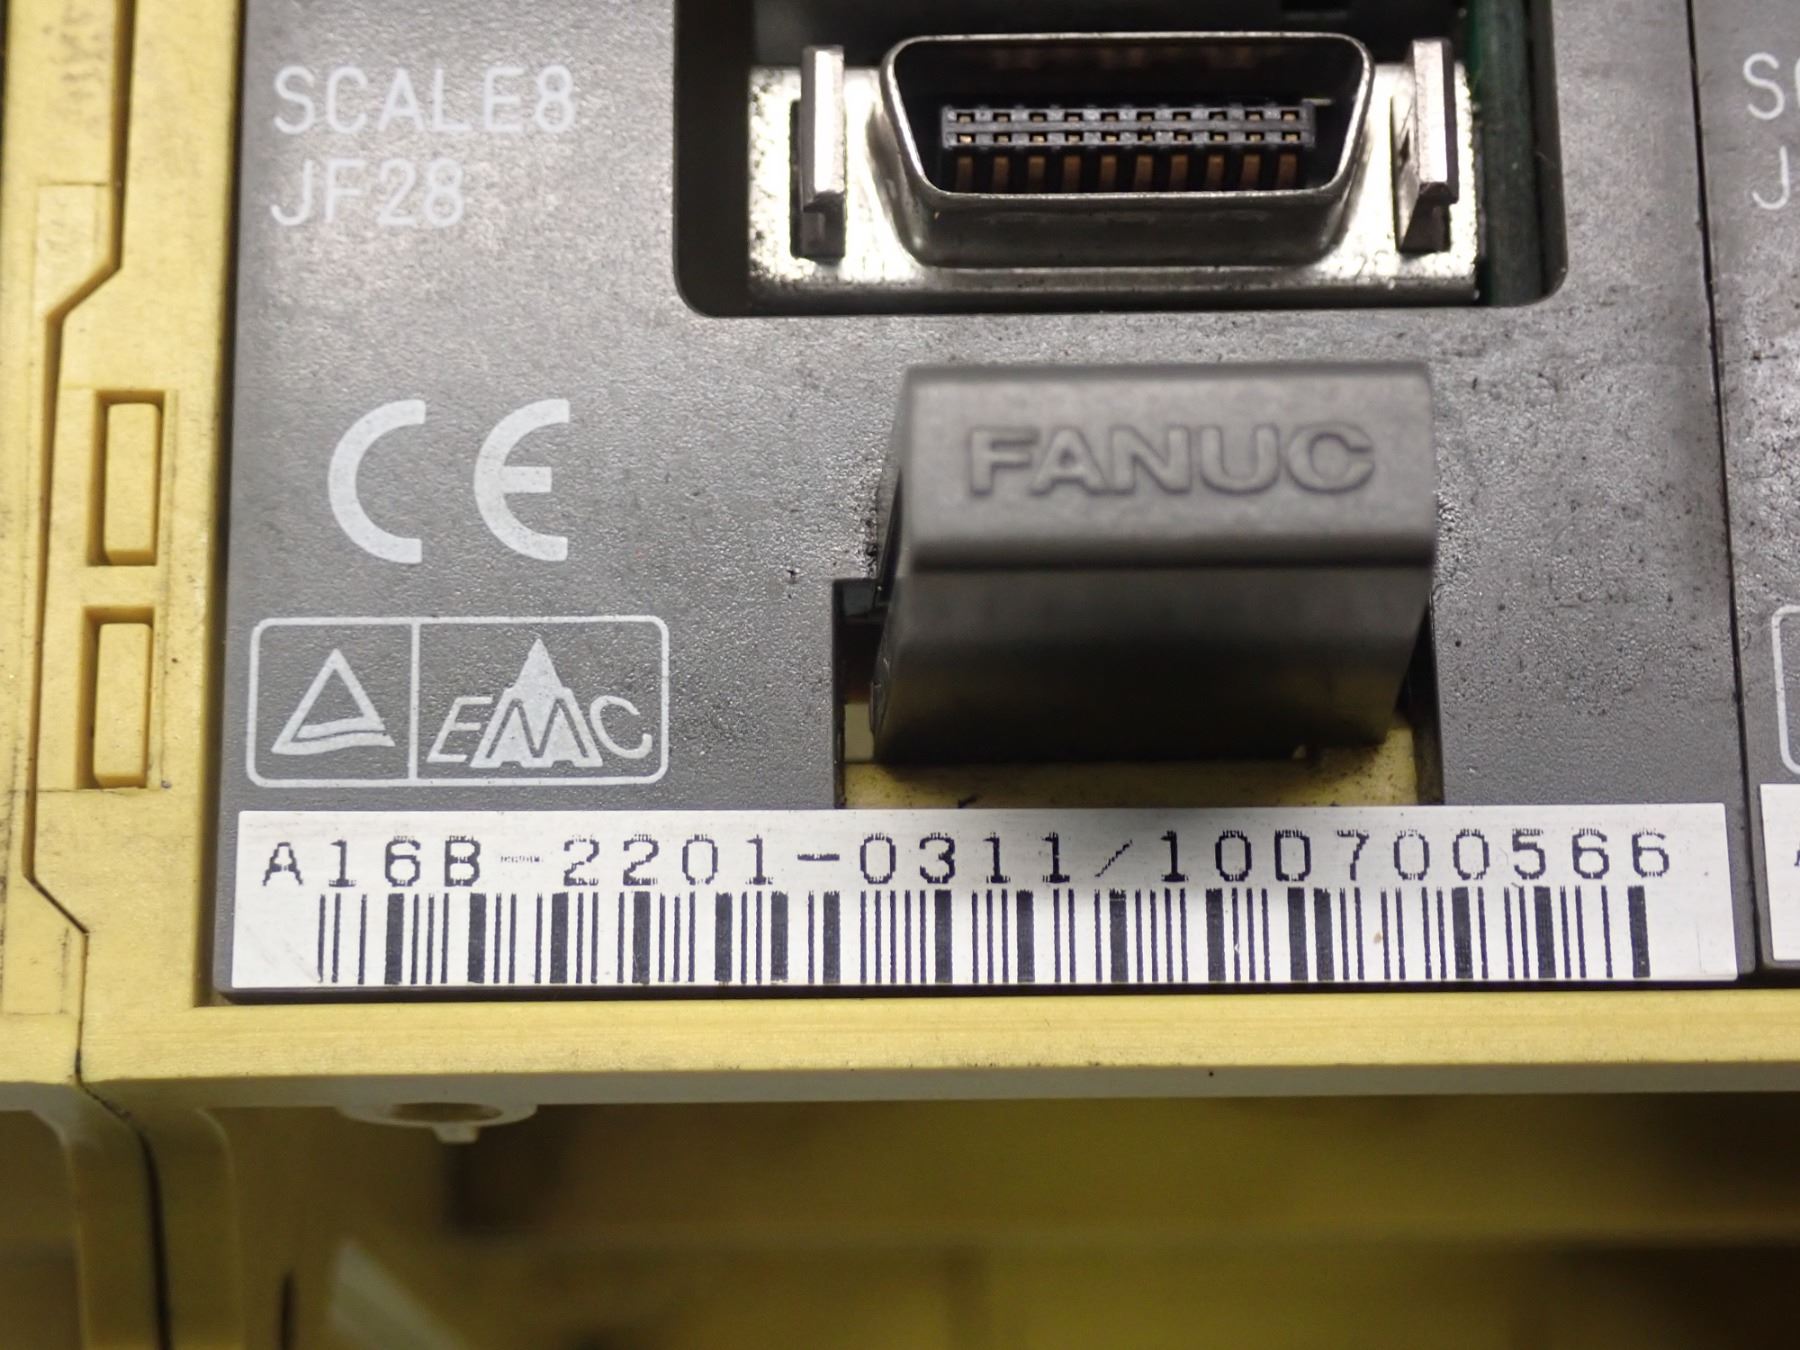 SCALE8
JF28
FANUC
CE
EMC
A16B-2201-0311/10D700566